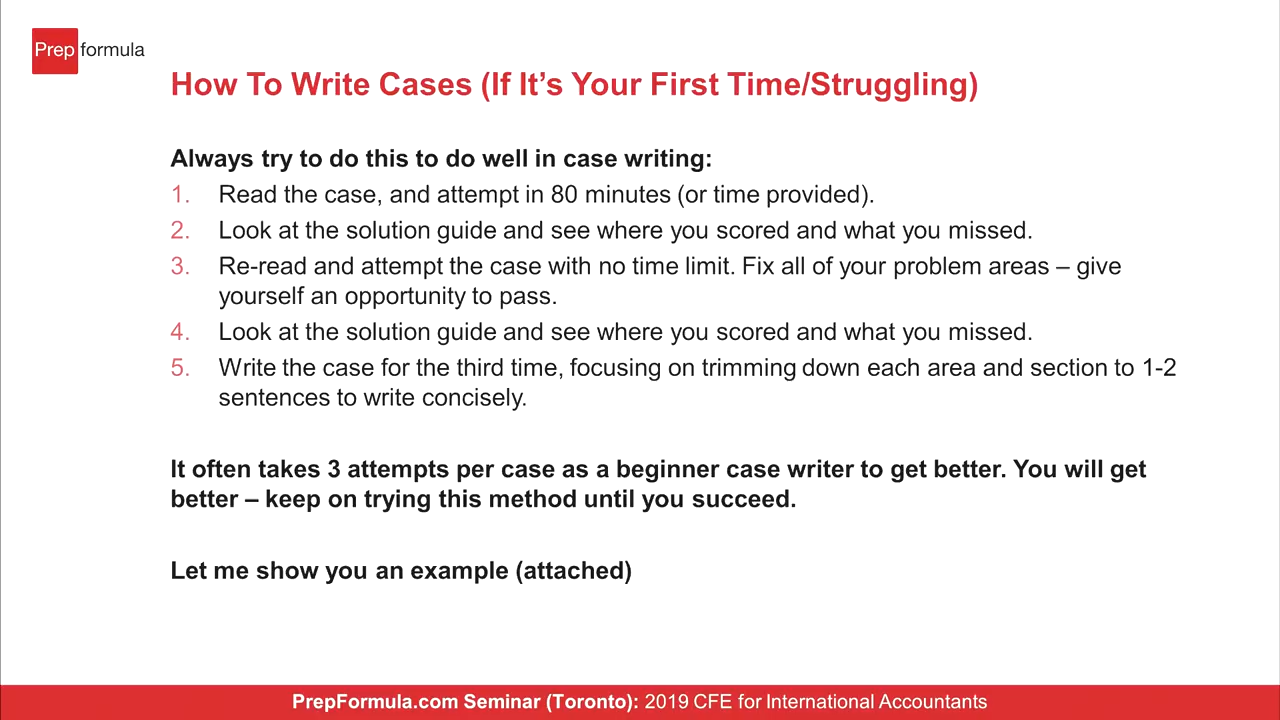 Prep formula
How To Write Cases (If It’s Your First Time/Struggling)
Always try to do this to do well in case writing:
1. Read the case, and attempt in 80 minutes (or time provided).
2. Look at the solution guide and see where you scored and what you missed.
3. Re-read and attempt the case with no time limit. Fix all of your problem areas – give
yourself an opportunity to pass.
4. Look at the solution guide and see where you scored and what you missed.
5. Write the case for the third time, focusing on trimming down each area and section to 1-2
sentences to write concisely.
It often takes 3 attempts per case as a beginner case writer to get better. You will get
better – keep on trying this method until you succeed.
Let me show you an example (attached)
PrepFormula.com Seminar (Toronto): 2019 CFE for International Accountants